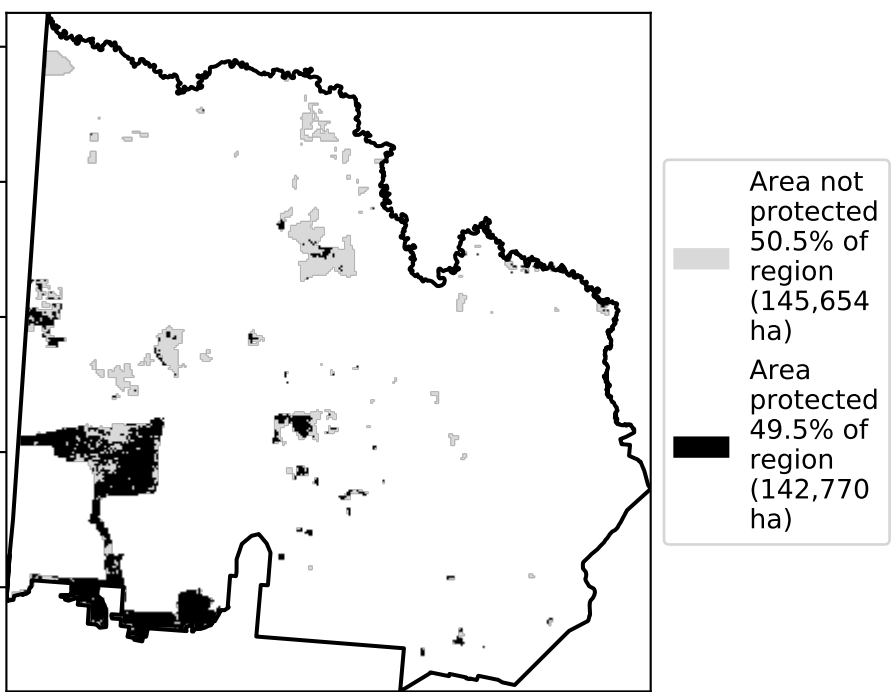 Area not
protected
50.5% of
region
(145,654
ha)
Area
protected
49.5% of
region
(142,770
ha)